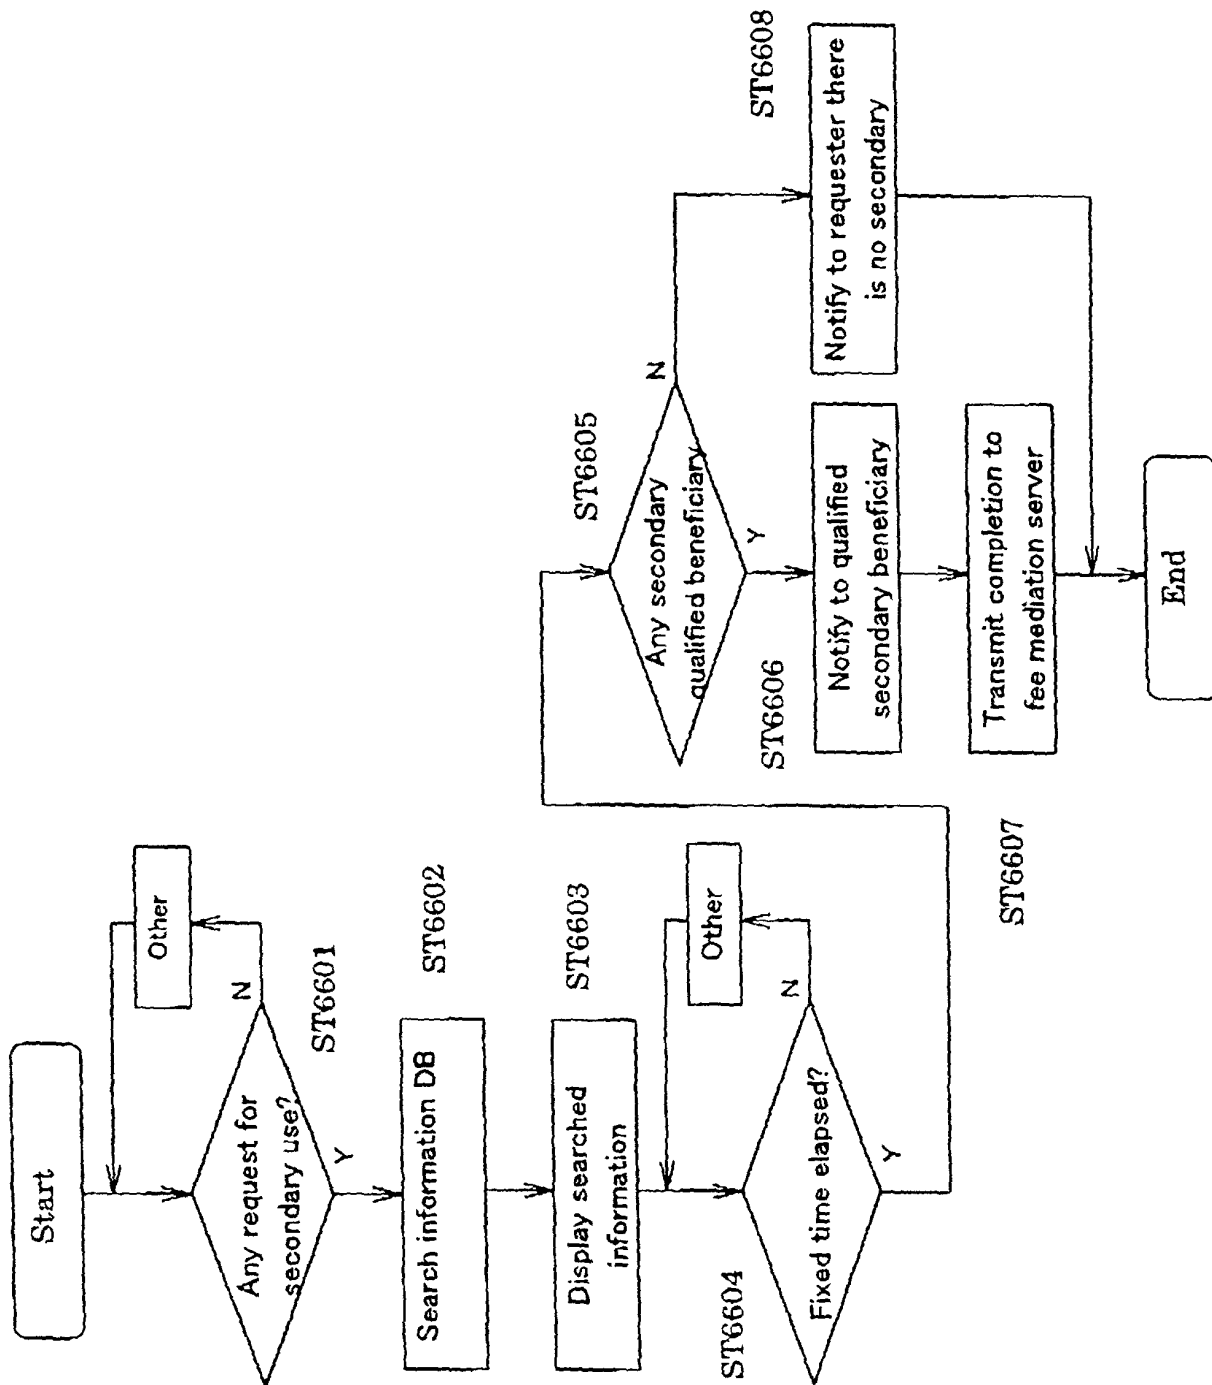 Start
Other
Any request for
secondary use?
N
Y
ST6601
Search information DB
ST6602
Display searched
information
ST6603
Other
Fixed time elapsed?
N
Y
ST6604
Any secondary
qualified beneficiary
N
Y
ST6605
Notify to qualified
secondary beneficiary
ST6606
Transmit completion to
fee mediation server
ST6607
Notify to requester there
is no secondary
ST6608
End